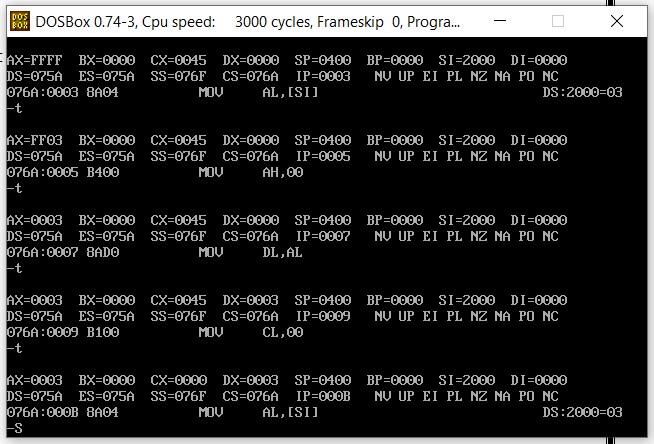 DOS
BOX
DOSBox 0.74-3, Cpu speed: 3000 cycles, Frameskip 0, Progra...
AX=FFFF BX=0000 CX=0045 DX=0000 SP=0400 BP=0000 SI=2000 DI=0000
DS=075A ES=075A SS=076F CS=076A IP=0003 NV UP EI PL NZ NA PO NC
076A:0003 8A04 MOV AL,[SI] DS:2000=03
-t
AX=FF03 BX=0000 CX=0045 DX=0000 SP=0400 BP=0000 SI=2000 DI=0000
DS=075A ES=075A SS=076F CS=076A IP=0005 NV UP EI PL NZ NA PO NC
076A:0005 B400 MOV AH,00
-t
AX=0003 BX=0000 CX=0045 DX=0000 SP=0400 BP=0000 SI=2000 DI=0000
DS=075A ES=075A SS=076F CS=076A IP=0007 NV UP EI PL NZ NA PO NC
076A:0007 8AD0 MOV DL,AL
-t
AX=0003 BX=0000 CX=0045 DX=0003 SP=0400 BP=0000 SI=2000 DI=0000
DS=075A ES=075A SS=076F CS=076A IP=0009 NV UP EI PL NZ NA PO NC
076A:0009 B100 MOV CL,00
-t
AX=0003 BX=0000 CX=0000 DX=0003 SP=0400 BP=0000 SI=2000 DI=0000
DS=075A ES=075A SS=076F CS=076A IP=000B NV UP EI PL NZ NA PO NC
076A:000B 8A04 MOV AL,[SI] DS:2000=03
-S